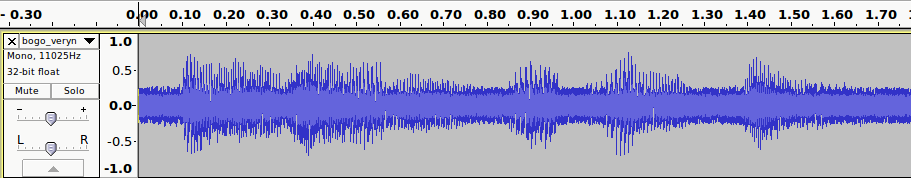 - 0.30 0.00 0.10 0.20 0.30 0.40 0.50 0.60 0.70 0.80 0.90 1.00 1.10 1.20 1.30 1.40 1.50 1.60 1.70
X bogo_veryn 1.0
Mono, 11025Hz
32-bit float 0.5
Mute Solo 0.0
- +
L R -0.5
-1.0